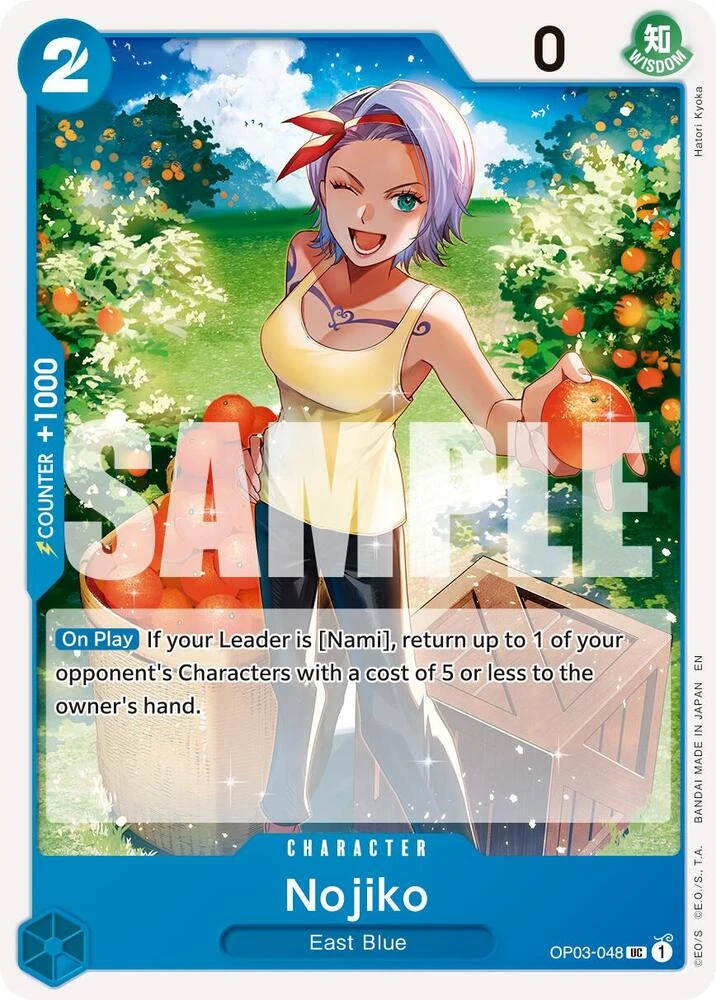 2
0
知
WISDOM
Hatori Kyoka
COUNTER +1000
SAMPLE
On Play If your Leader is [Nami], return up to 1 of your
opponent's Characters with a cost of 5 or less to the
owner's hand.
CHARACTER
Nojiko
East Blue
OP03-048 UC 1
©EO/S ©E.O./S., T.A. BANDAI MADE IN JAPAN EN